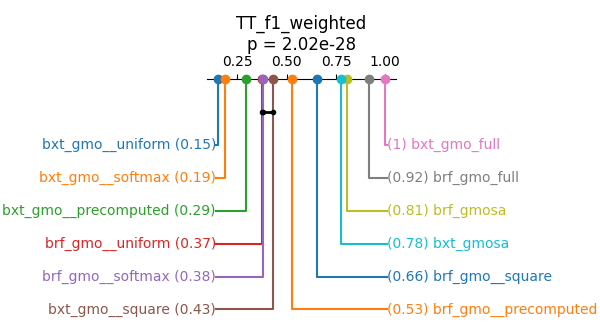 TT_f1_weighted
p = 2.02e-28
0.25 0.50 0.75 1.00
bxt_gmo__uniform (0.15)
(1) bxt_gmo_full
bxt_gmo__softmax (0.19)
(0.92) brf_gmo_full
bxt_gmo__precomputed (0.29)
(0.81) brf_gmosa
brf_gmo__uniform (0.37)
(0.78) bxt_gmosa
brf_gmo__softmax (0.38)
(0.66) brf_gmo__square
bxt_gmo__square (0.43)
(0.53) brf_gmo__precomputed